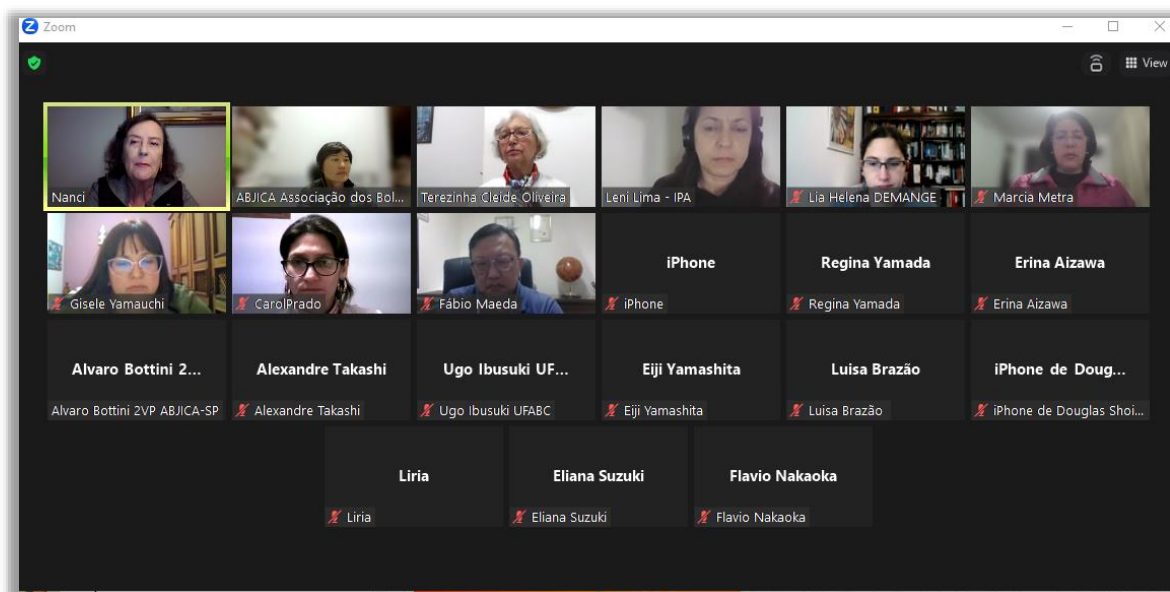 Zoom
View
Nanci
ABJICA Associação dos Bol...
Terezinha Cleide Oliveira
Leni Lima - IPA
Lia Helena DEMANGE
Marcia Metra
Gisele Yamauchi
CarolPrado
Fábio Maeda
iPhone
iPhone
Regina Yamada
Regina Yamada
Erina Aizawa
Erina Aizawa
Alvaro Bottini 2...
Alvaro Bottini 2VP ABJICA-SP
Alexandre Takashi
Alexandre Takashi
Ugo Ibusuki UF...
Ugo Ibusuki UFABC
Eiji Yamashita
Eiji Yamashita
Luisa Brazão
Luisa Brazão
iPhone de Doug...
iPhone de Douglas Shoi...
Liria
Liria
Eliana Suzuki
Eliana Suzuki
Flavio Nakaoka
Flavio Nakaoka